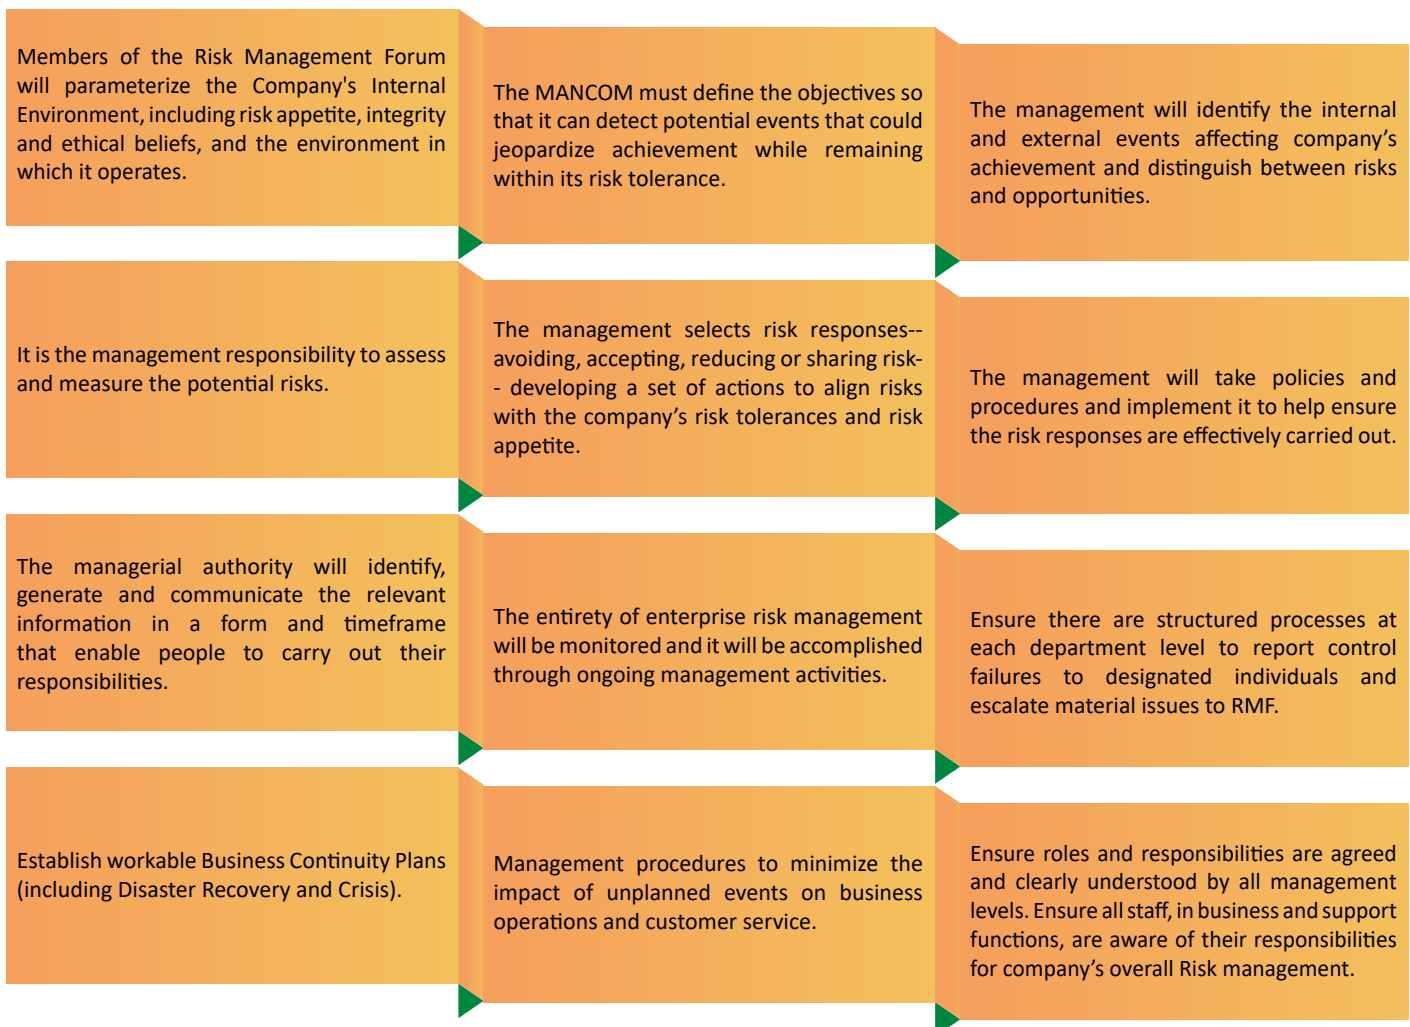 Members of the Risk Management Forum
will parameterize the Company's Internal
Environment, including risk appetite, integrity
and ethical beliefs, and the environment in
which it operates.
The MANCOM must define the objectives so
that it can detect potential events that could
jeopardize achievement while remaining
within its risk tolerance.
The management will identify the internal
and external events affecting company’s
achievement and distinguish between risks
and opportunities.
It is the management responsibility to assess
and measure the potential risks.
The management selects risk responses--
avoiding, accepting, reducing or sharing risk-
- developing a set of actions to align risks
with the company’s risk tolerances and risk
appetite.
The management will take policies and
procedures and implement it to help ensure
the risk responses are effectively carried out.
The managerial authority will identify,
generate and communicate the relevant
information in a form and timeframe
that enable people to carry out their
responsibilities.
The entirety of enterprise risk management
will be monitored and it will be accomplished
through ongoing management activities.
Ensure there are structured processes at
each department level to report control
failures to designated individuals and
escalate material issues to RMF.
Establish workable Business Continuity Plans
(including Disaster Recovery and Crisis).
Management procedures to minimize the
impact of unplanned events on business
operations and customer service.
Ensure roles and responsibilities are agreed
and clearly understood by all management
levels. Ensure all staff, in business and support
functions, are aware of their responsibilities
for company’s overall Risk management.